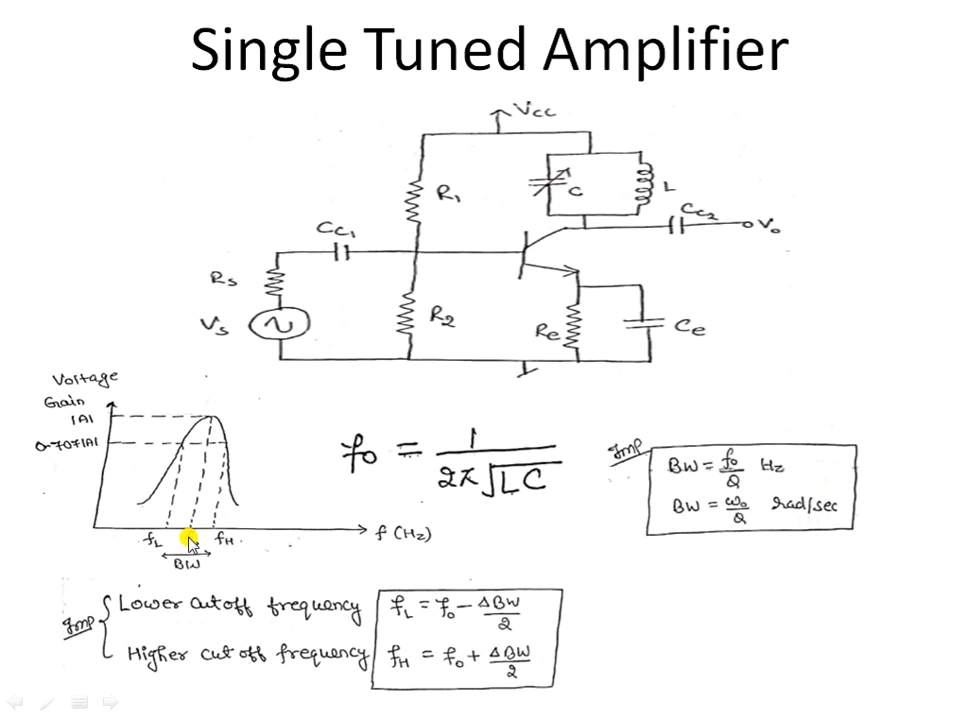 Single Tuned Amplifier
Vcc
R1
C
L
Cc1
Cc2
Vo
Rs
Vs
R2
Re
Ce
Voltage
Grain
|A|
0.707|A|
fL
fH
BW
f (Hz)
fo = 1 / 2π√LC
Imp
BW = fo/Q Hz
BW = ωo/Q rad/sec
Imp
Lower cutoff frequency fL = fo - ΔBW/2
Higher cut off frequency fH = fo + ΔBW/2